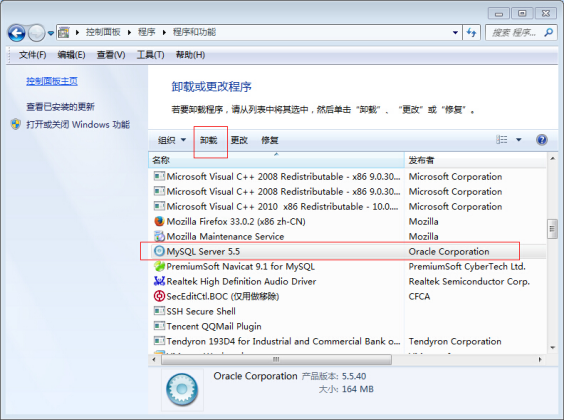 控制面板 程序 程序和功能 搜索 程序...
文件(F) 编辑(E) 查看(V) 工具(T) 帮助(H)
控制面板主页
查看已安装的更新
打开或关闭 Windows 功能
卸载或更改程序
若要卸载程序，请从列表中将其选中，然后单击“卸载”、“更改”或“修复”。
组织 卸载 更改 修复
名称 发布者
Microsoft Visual C++ 2008 Redistributable - x86 9.0.30... Microsoft Corporation
Microsoft Visual C++ 2008 Redistributable - x86 9.0.30... Microsoft Corporation
Microsoft Visual C++ 2010 x86 Redistributable - 10.0.... Microsoft Corporation
Mozilla Firefox 33.0.2 (x86 zh-CN) Mozilla
Mozilla Maintenance Service Mozilla
MySQL Server 5.5 Oracle Corporation
PremiumSoft Navicat 9.1 for MySQL PremiumSoft CyberTech Ltd.
Realtek High Definition Audio Driver Realtek Semiconductor Corp.
SecEditCtl.BOC (仅用做移除) CFCA
SSH Secure Shell
Tencent QQMail Plugin
Tendyron 193D4 for Industrial and Commercial Bank o... Tendyron Corporation
Oracle Corporation 产品版本: 5.5.40
大小: 164 MB